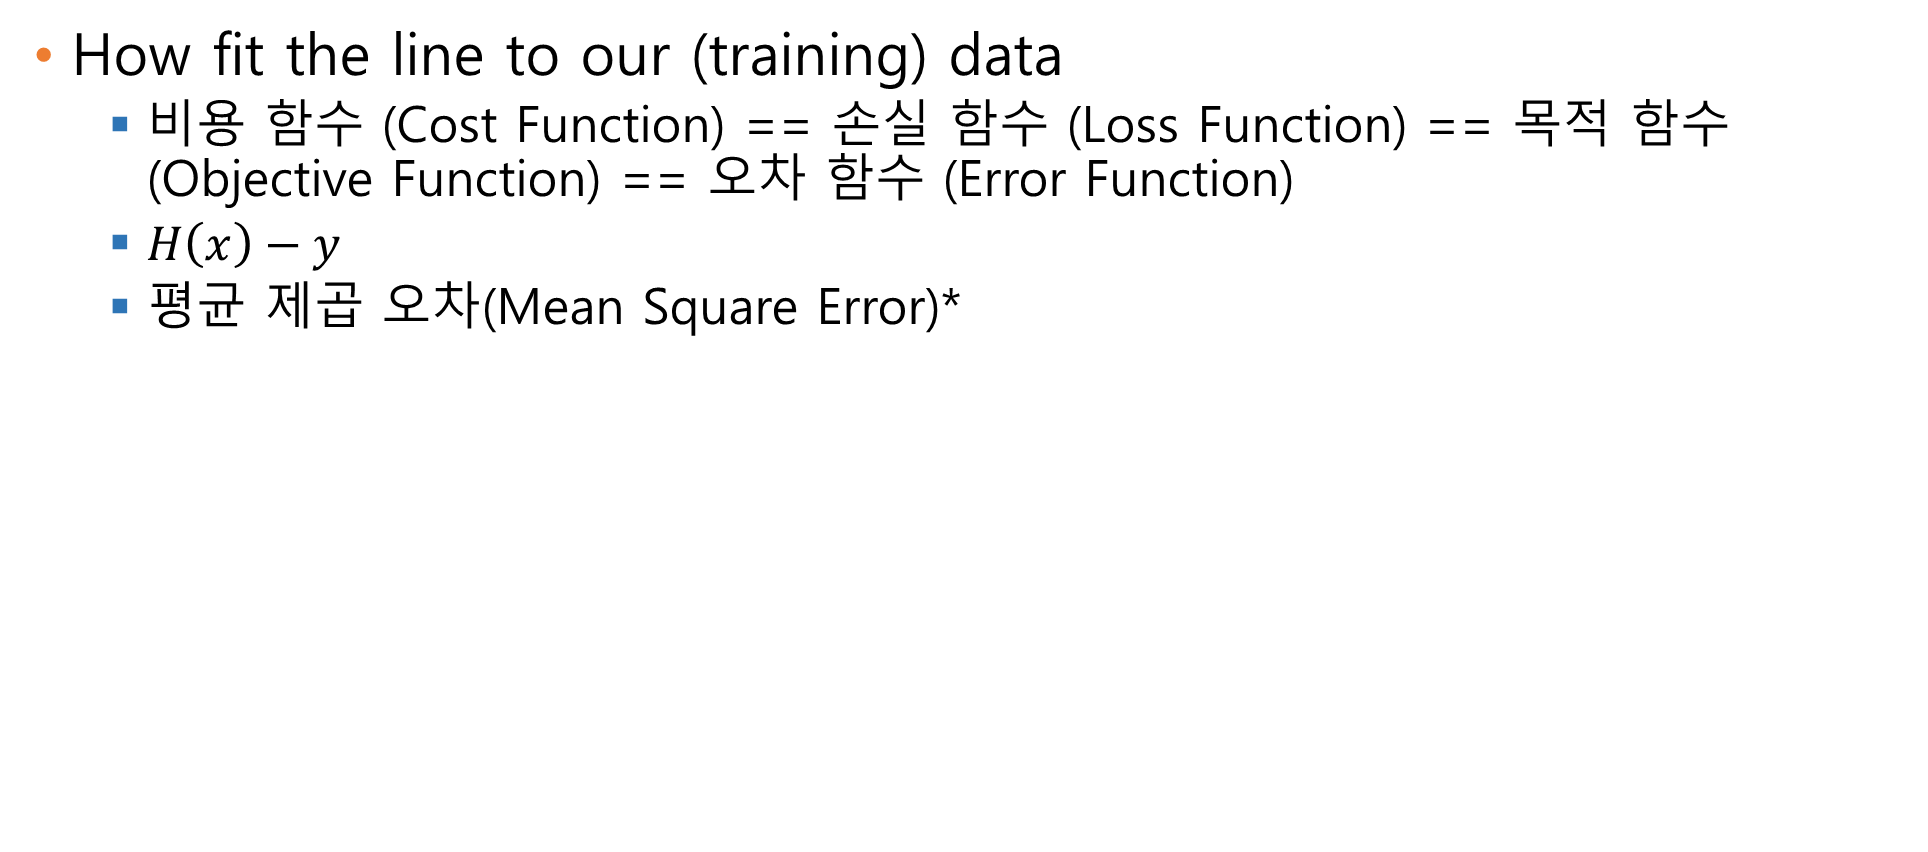 • How fit the line to our (training) data
▪ 비용 함수 (Cost Function) == 손실 함수 (Loss Function) == 목적 함수
(Objective Function) == 오차 함수 (Error Function)
▪ H(x) − y
▪ 평균 제곱 오차(Mean Square Error)*